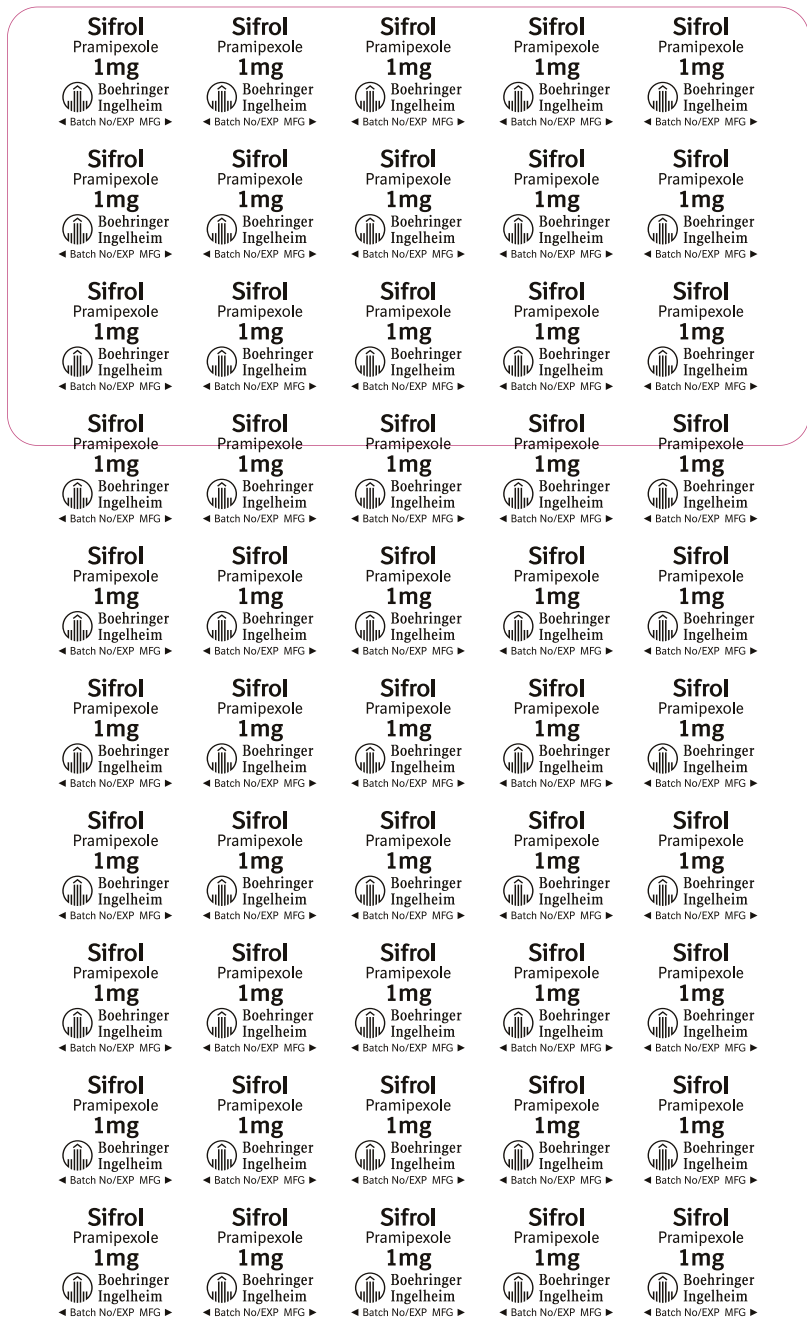 Sifrol Sifrol Sifrol Sifrol Sifrol
Pramipexole Pramipexole Pramipexole Pramipexole Pramipexole
1mg 1mg 1mg 1mg 1mg
Boehringer Boehringer Boehringer Boehringer Boehringer
Ingelheim Ingelheim Ingelheim Ingelheim Ingelheim
◄ Batch No/EXP MFG ► ◄ Batch No/EXP MFG ► ◄ Batch No/EXP MFG ► ◄ Batch No/EXP MFG ► ◄ Batch No/EXP MFG ►
Sifrol Sifrol Sifrol Sifrol Sifrol
Pramipexole Pramipexole Pramipexole Pramipexole Pramipexole
1mg 1mg 1mg 1mg 1mg
Boehringer Boehringer Boehringer Boehringer Boehringer
Ingelheim Ingelheim Ingelheim Ingelheim Ingelheim
◄ Batch No/EXP MFG ► ◄ Batch No/EXP MFG ► ◄ Batch No/EXP MFG ► ◄ Batch No/EXP MFG ► ◄ Batch No/EXP MFG ►
Sifrol Sifrol Sifrol Sifrol Sifrol
Pramipexole Pramipexole Pramipexole Pramipexole Pramipexole
1mg 1mg 1mg 1mg 1mg
Boehringer Boehringer Boehringer Boehringer Boehringer
Ingelheim Ingelheim Ingelheim Ingelheim Ingelheim
◄ Batch No/EXP MFG ► ◄ Batch No/EXP MFG ► ◄ Batch No/EXP MFG ► ◄ Batch No/EXP MFG ► ◄ Batch No/EXP MFG ►
Sifrol Sifrol Sifrol Sifrol Sifrol
Pramipexole Pramipexole Pramipexole Pramipexole Pramipexole
1mg 1mg 1mg 1mg 1mg
Boehringer Boehringer Boehringer Boehringer Boehringer
Ingelheim Ingelheim Ingelheim Ingelheim Ingelheim
◄ Batch No/EXP MFG ► ◄ Batch No/EXP MFG ► ◄ Batch No/EXP MFG ► ◄ Batch No/EXP MFG ► ◄ Batch No/EXP MFG ►
Sifrol Sifrol Sifrol Sifrol Sifrol
Pramipexole Pramipexole Pramipexole Pramipexole Pramipexole
1mg 1mg 1mg 1mg 1mg
Boehringer Boehringer Boehringer Boehringer Boehringer
Ingelheim Ingelheim Ingelheim Ingelheim Ingelheim
◄ Batch No/EXP MFG ► ◄ Batch No/EXP MFG ► ◄ Batch No/EXP MFG ► ◄ Batch No/EXP MFG ► ◄ Batch No/EXP MFG ►
Sifrol Sifrol Sifrol Sifrol Sifrol
Pramipexole Pramipexole Pramipexole Pramipexole Pramipexole
1mg 1mg 1mg 1mg 1mg
Boehringer Boehringer Boehringer Boehringer Boehringer
Ingelheim Ingelheim Ingelheim Ingelheim Ingelheim
◄ Batch No/EXP MFG ► ◄ Batch No/EXP MFG ► ◄ Batch No/EXP MFG ► ◄ Batch No/EXP MFG ► ◄ Batch No/EXP MFG ►
Sifrol Sifrol Sifrol Sifrol Sifrol
Pramipexole Pramipexole Pramipexole Pramipexole Pramipexole
1mg 1mg 1mg 1mg 1mg
Boehringer Boehringer Boehringer Boehringer Boehringer
Ingelheim Ingelheim Ingelheim Ingelheim Ingelheim
◄ Batch No/EXP MFG ► ◄ Batch No/EXP MFG ► ◄ Batch No/EXP MFG ► ◄ Batch No/EXP MFG ► ◄ Batch No/EXP MFG ►
Sifrol Sifrol Sifrol Sifrol Sifrol
Pramipexole Pramipexole Pramipexole Pramipexole Pramipexole
1mg 1mg 1mg 1mg 1mg
Boehringer Boehringer Boehringer Boehringer Boehringer
Ingelheim Ingelheim Ingelheim Ingelheim Ingelheim
◄ Batch No/EXP MFG ► ◄ Batch No/EXP MFG ► ◄ Batch No/EXP MFG ► ◄ Batch No/EXP MFG ► ◄ Batch No/EXP MFG ►
Sifrol Sifrol Sifrol Sifrol Sifrol
Pramipexole Pramipexole Pramipexole Pramipexole Pramipexole
1mg 1mg 1mg 1mg 1mg
Boehringer Boehringer Boehringer Boehringer Boehringer
Ingelheim Ingelheim Ingelheim Ingelheim Ingelheim
◄ Batch No/EXP MFG ► ◄ Batch No/EXP MFG ► ◄ Batch No/EXP MFG ► ◄ Batch No/EXP MFG ► ◄ Batch No/EXP MFG ►
Sifrol Sifrol Sifrol Sifrol Sifrol
Pramipexole Pramipexole Pramipexole Pramipexole Pramipexole
1mg 1mg 1mg 1mg 1mg
Boehringer Boehringer Boehringer Boehringer Boehringer
Ingelheim Ingelheim Ingelheim Ingelheim Ingelheim
◄ Batch No/EXP MFG ► ◄ Batch No/EXP MFG ► ◄ Batch No/EXP MFG ► ◄ Batch No/EXP MFG ► ◄ Batch No/EXP MFG ►